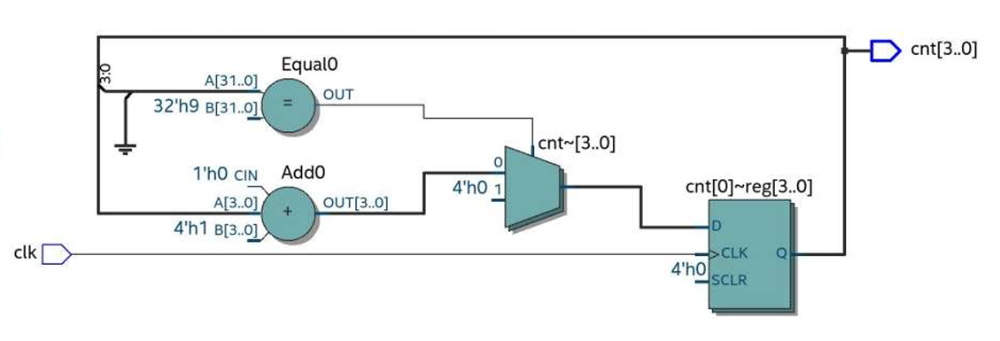 cnt[3..0]
3:0
Equal0
A[31..0]
32'h9 B[31..0]
=
OUT
cnt~[3..0]
0
4'h0 1
1'h0 CIN
Add0
A[3..0]
4'h1 B[3..0]
+
OUT[3..0]
cnt[0]~reg[3..0]
D
clk
>CLK
Q
4'h0
SCLR